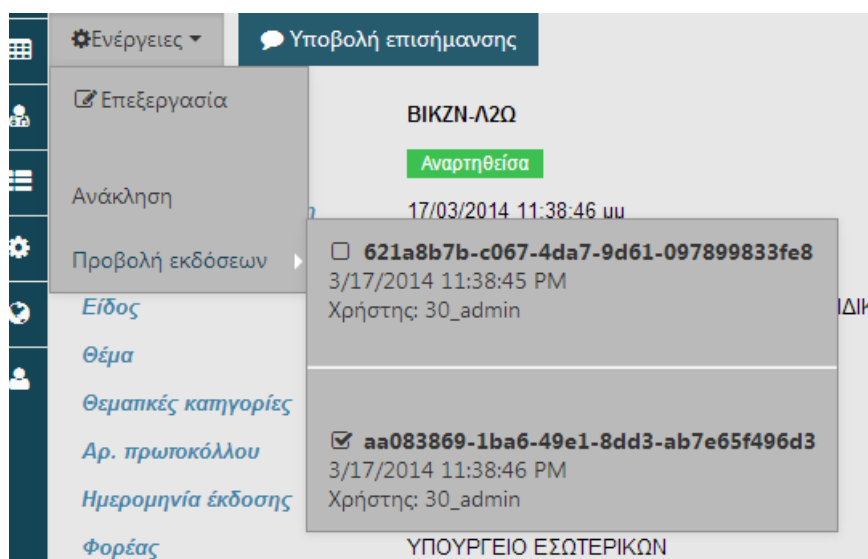 Ενέργειες
Υποβολή επισήμανσης
Επεξεργασία
ΒΙΚΖΝ-Λ2Ω
Αναρτηθείσα
Ανάκληση
17/03/2014 11:38:46 μμ
Προβολή εκδόσεων
621a8b7b-c067-4da7-9d61-097899833fe8
3/17/2014 11:38:45 PM
Χρήστης: 30_admin
Είδος
Θέμα
Θεματικές κατηγορίες
aa083869-1ba6-49e1-8dd3-ab7e65f496d3
Αρ. πρωτοκόλλου
3/17/2014 11:38:46 PM
Ημερομηνία έκδοσης
Χρήστης: 30_admin
Φορέας
ΥΠΟΥΡΓΕΙΟ ΕΣΩΤΕΡΙΚΩΝ